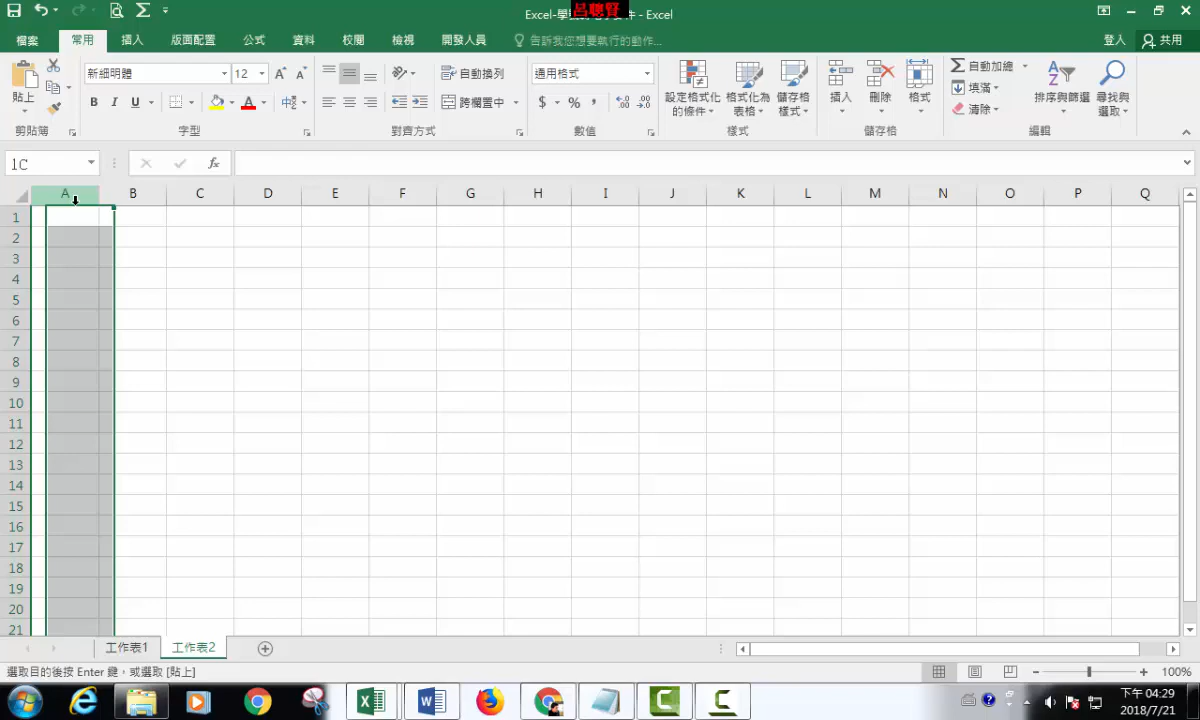 呂聰賢
Excel-學 件 - Excel
檔案 常用 插入 版面配置 公式 資料 校閱 檢視 開發人員 告訴我您想要執行的動作... 登入 共用
貼上 新細明體 12 A A 自動換列 通用格式 設定格式化的條件 格式化為表格 儲存格樣式 插入 刪除 格式 自動加總 填滿 清除 排序與篩選 尋找與選取
B I U A 跨欄置中 $ %
剪貼簿 字型 對齊方式 數值 樣式 儲存格 編輯
1C fx
A B C D E F G H I J K L M N O P Q
1
2
3
4
5
6
7
8
9
10
11
12
13
14
15
16
17
18
19
20
21
工作表1 工作表2
選取目的後按 Enter 鍵，或選取 [貼上] 100%
下午 04:29
2018/7/21